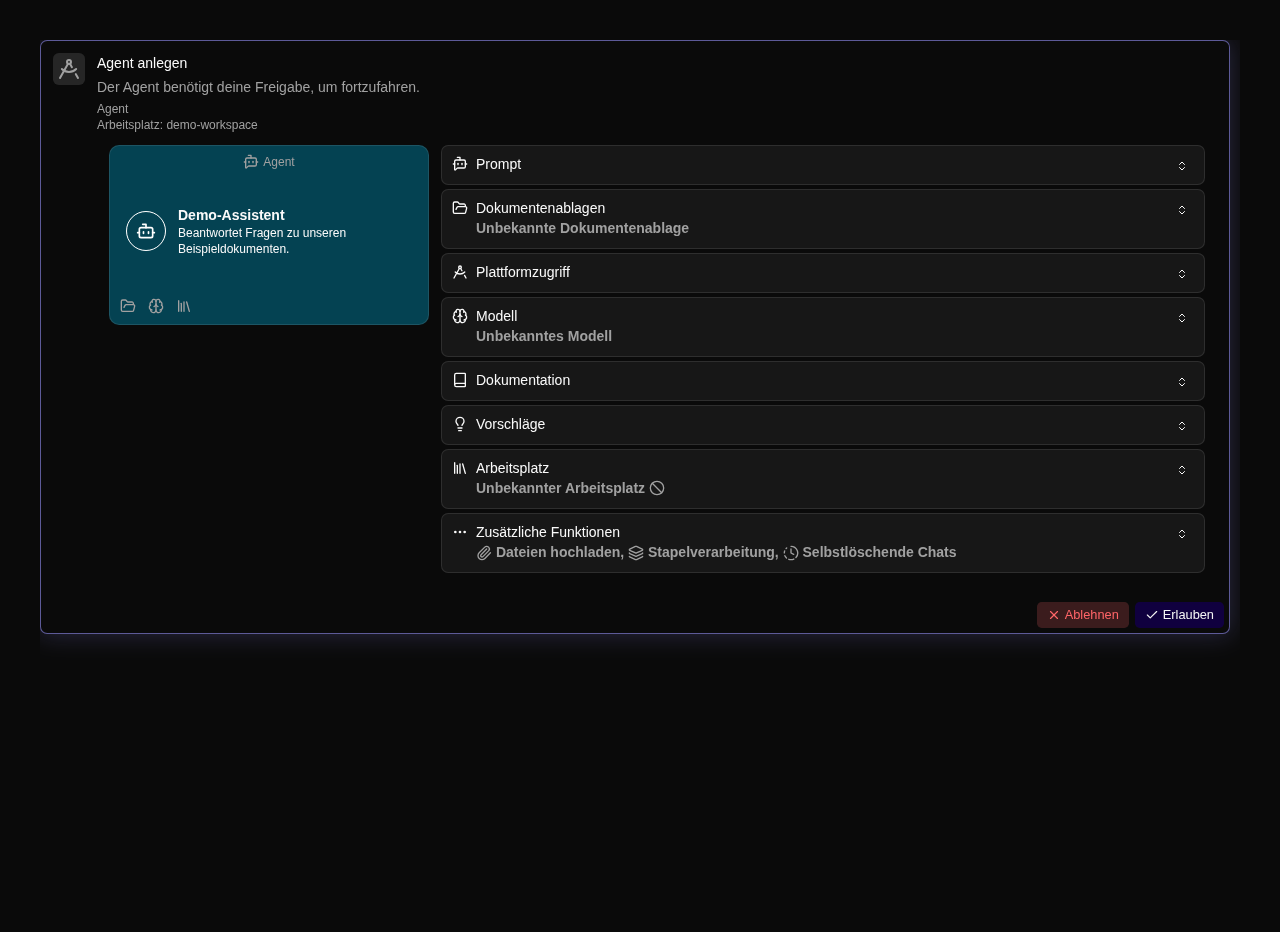 Agent anlegen
Der Agent benötigt deine Freigabe, um fortzufahren.
Agent
Arbeitsplatz: demo-workspace
Agent
Demo-Assistent
Beantwortet Fragen zu unseren
Beispieldokumenten.
Prompt
Dokumentenablagen
Unbekannte Dokumentenablage
Plattformzugriff
Modell
Unbekanntes Modell
Dokumentation
Vorschläge
Arbeitsplatz
Unbekannter Arbeitsplatz
Zusätzliche Funktionen
Dateien hochladen, Stapelverarbeitung, Selbstlöschende Chats
Ablehnen Erlauben